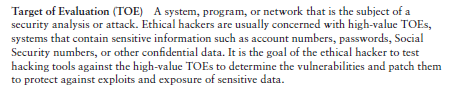 Target of Evaluation (TOE) A system, program, or network that is the subject of a
security analysis or attack. Ethical hackers are usually concerned with high-value TOEs,
systems that contain sensitive information such as account numbers, passwords, Social
Security numbers, or other confidential data. It is the goal of the ethical hacker to test
hacking tools against the high-value TOEs to determine the vulnerabilities and patch them
to protect against exploits and exposure of sensitive data.